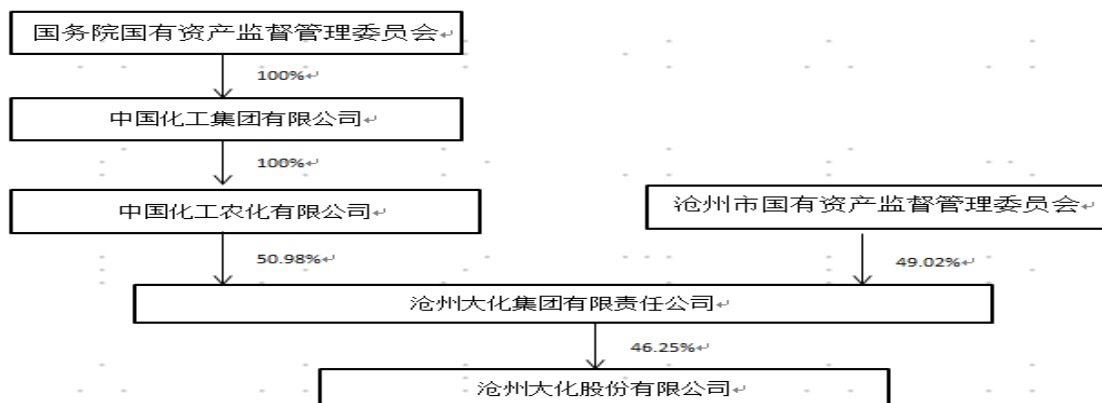 国务院国有资产监督管理委员会
100%
中国化工集团有限公司
100%
中国化工农化有限公司
沧州市国有资产监督管理委员会
50.98%
49.02%
沧州大化集团有限责任公司
46.25%
沧州大化股份有限公司